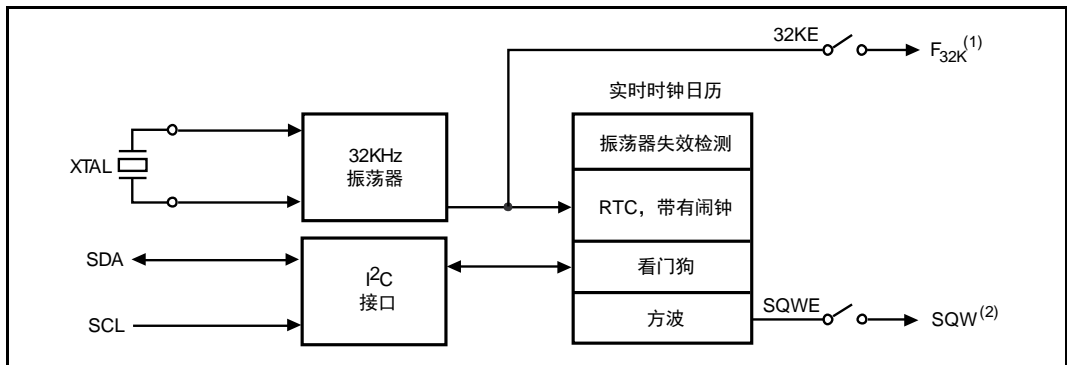 32KE
F32K(1)
实时时钟日历
XTAL
32KHz
振荡器
振荡器失效检测
RTC，带有闹钟
SDA
I2C
接口
看门狗
SCL
方波
SQWE
SQW(2)